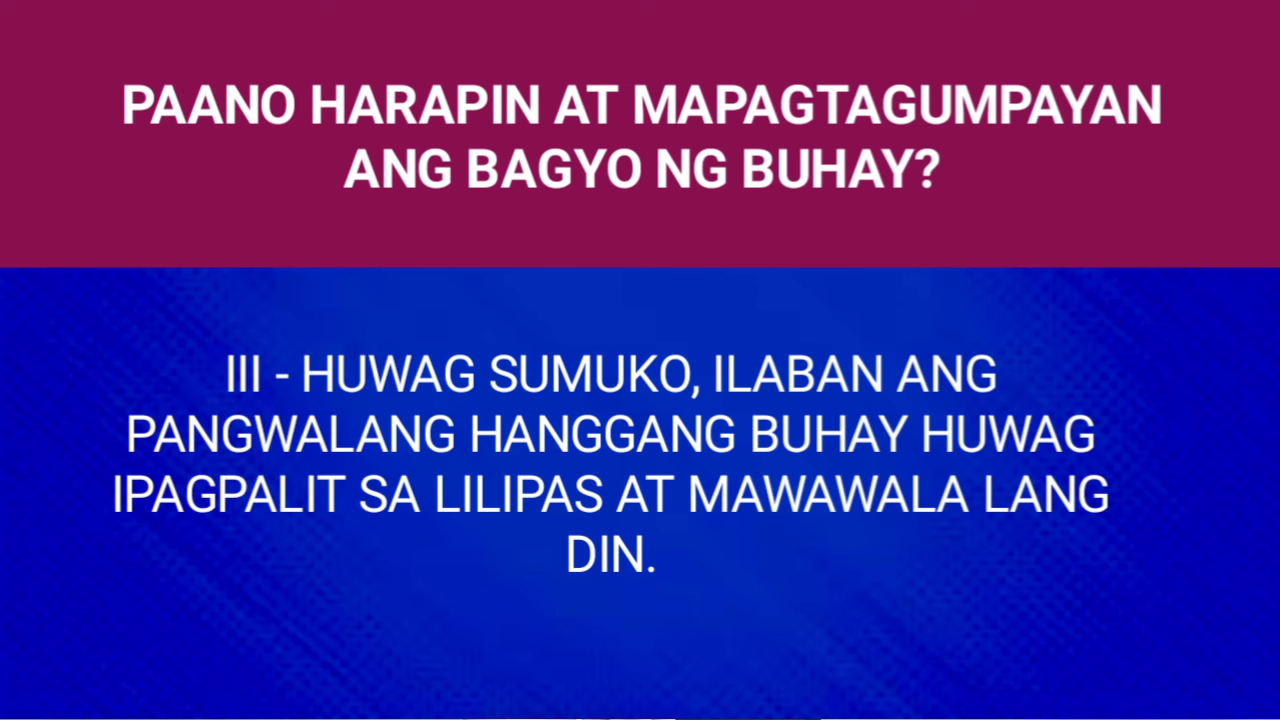 PAANO HARAPIN AT MAPAGTAGUMPAYAN
ANG BAGYO NG BUHAY?
III - HUWAG SUMUKO, ILABAN ANG
PANGWALANG HANGGANG BUHAY HUWAG
IPAGPALIT SA LILIPAS AT MAWAWALA LANG
DIN.